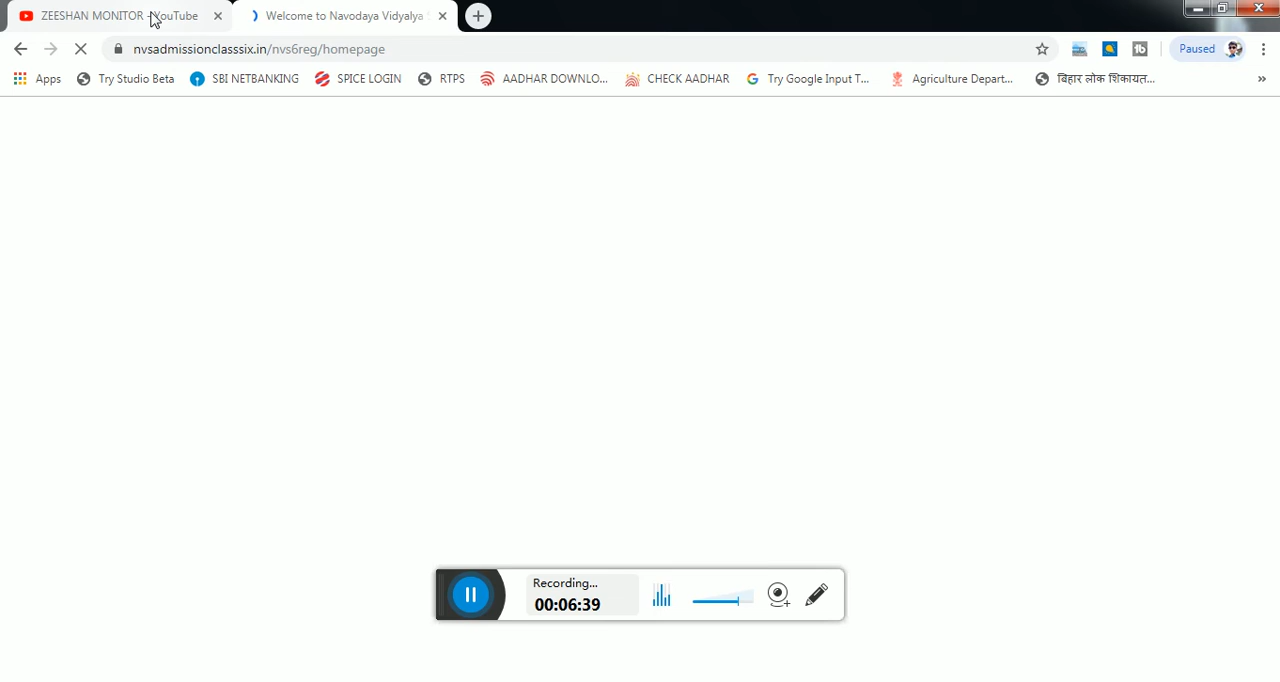 ZEESHAN MONITOR - YouTube
Welcome to Navodaya Vidyalya
nvsadmissionclasssix.in/nvs6reg/homepage
Paused
Apps
Try Studio Beta
SBI NETBANKING
SPICE LOGIN
RTPS
AADHAR DOWNLO...
CHECK AADHAR
Try Google Input T...
Agriculture Depart...
बिहार लोक शिकायत...
»
Recording...
00:06:39